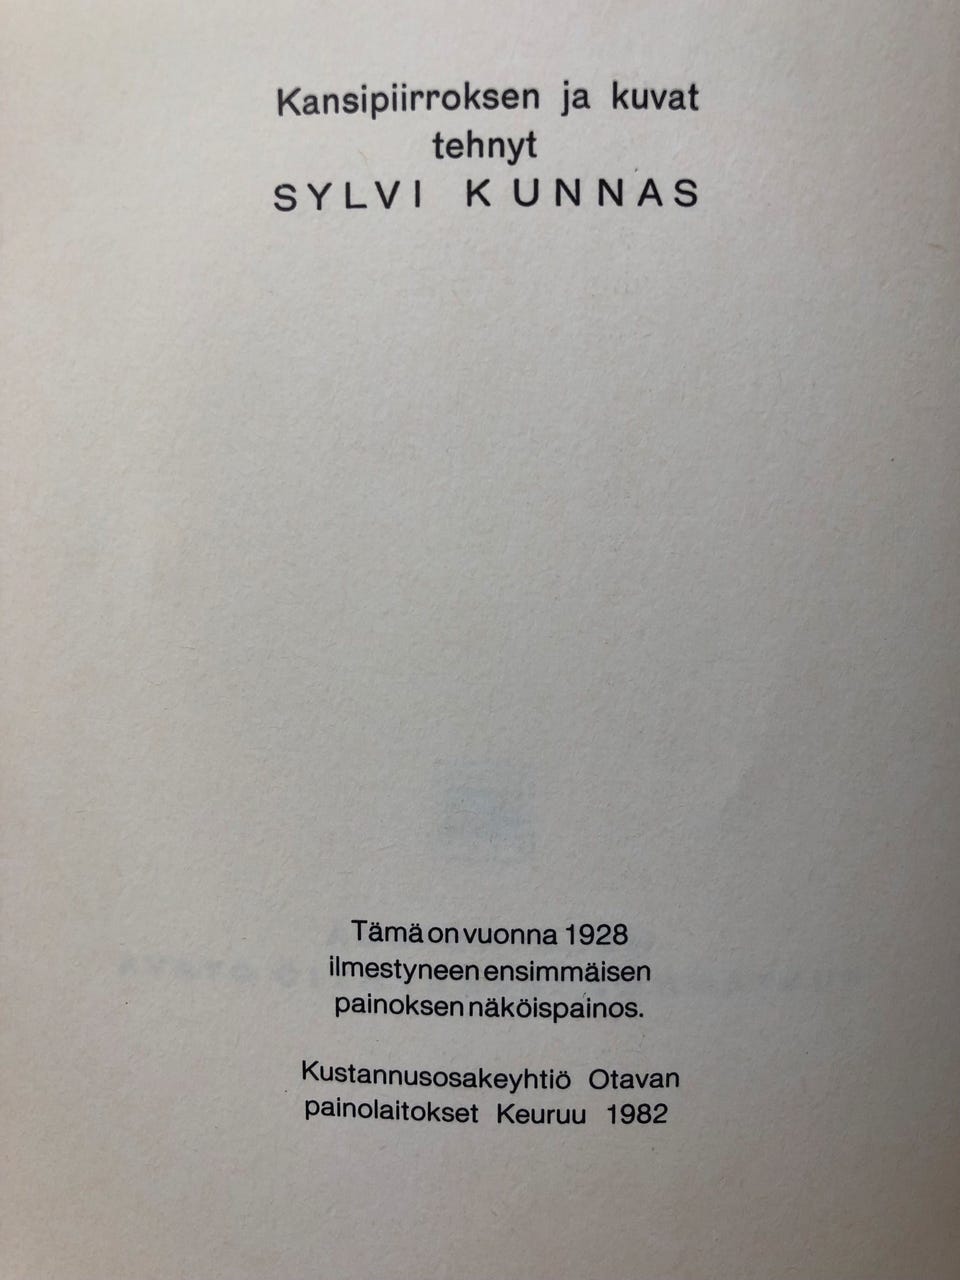 Kansipiirroksen ja kuvat
tehnyt
SYLVI KUNNAS
Tämä on vuonna 1928
ilmestyneen ensimmäisen
painoksen näköispainos.
Kustannusosakeyhtiö Otavan
painolaitokset Keuruu 1982